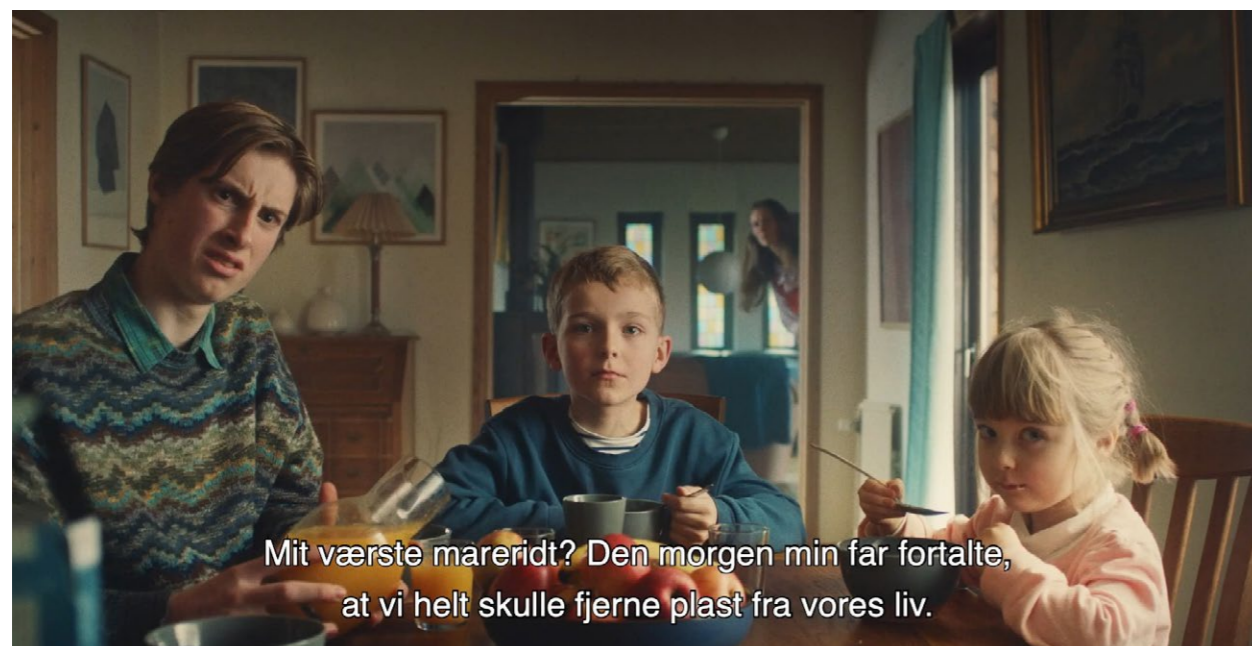 Mit værste mareridt? Den morgen min far fortalte,
at vi helt skulle fjerne plast fra vores liv.